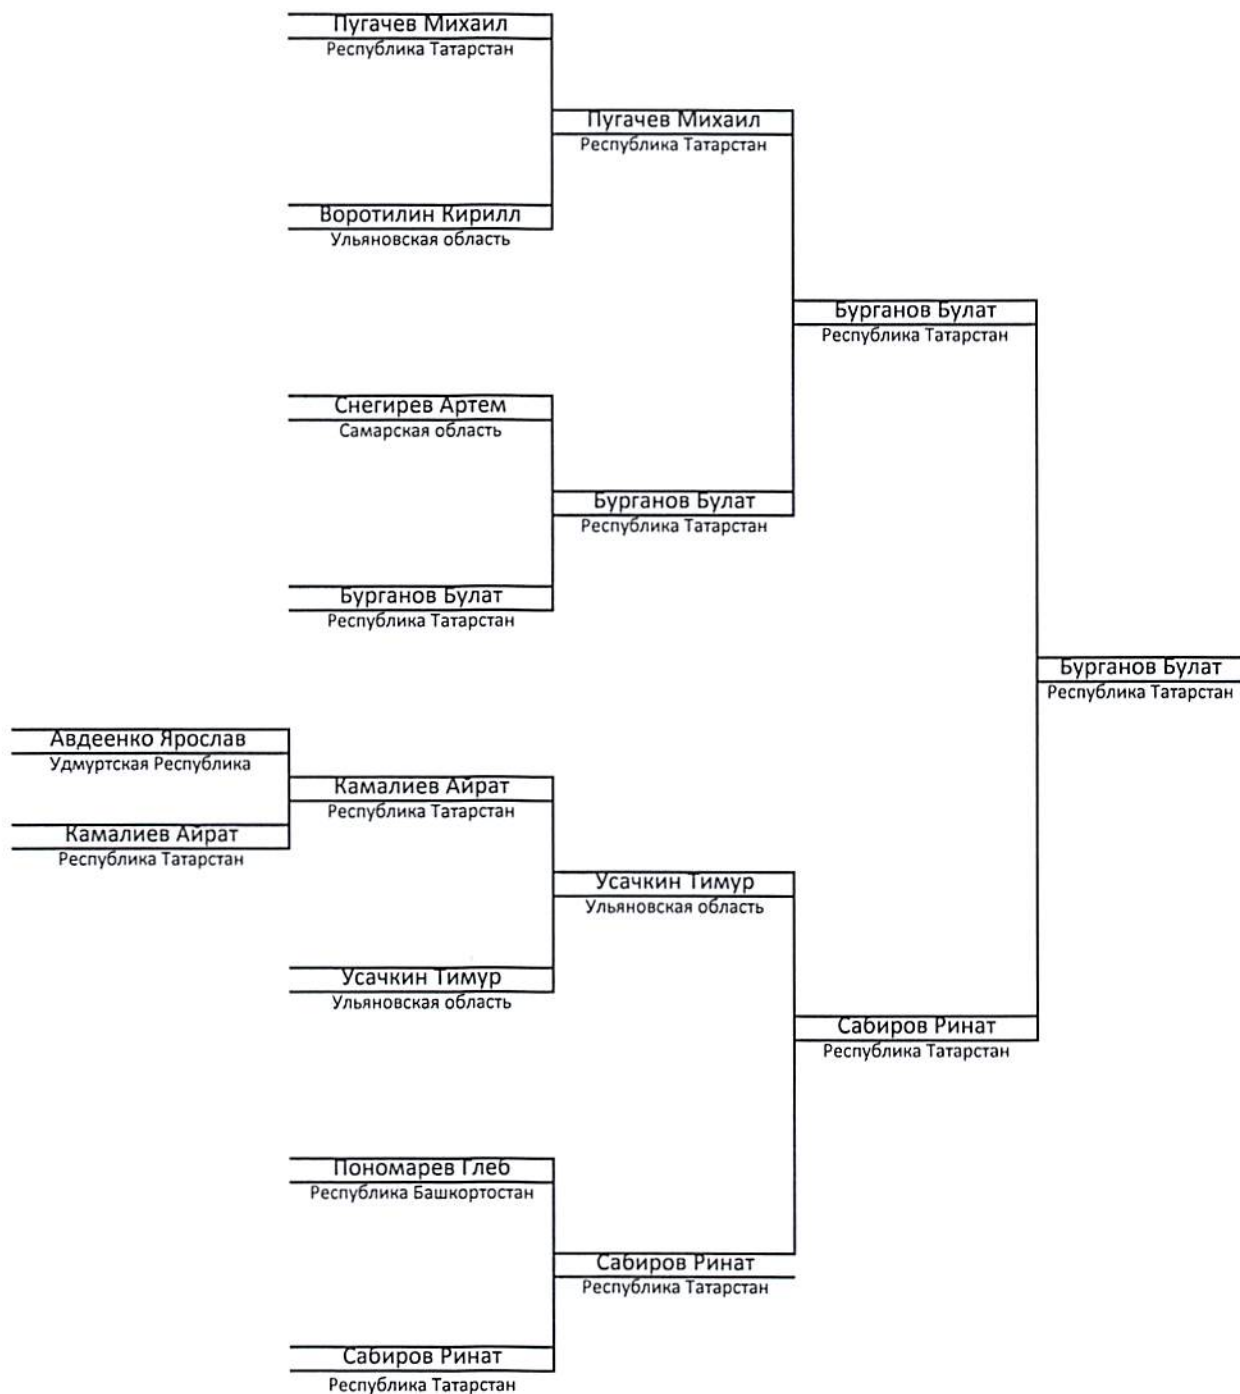 Пугачев Михаил
Республика Татарстан
Пугачев Михаил
Республика Татарстан
Воротилин Кирилл
Ульяновская область
Бурганов Булат
Республика Татарстан
Снегирев Артем
Самарская область
Бурганов Булат
Республика Татарстан
Бурганов Булат
Республика Татарстан
Бурганов Булат
Республика Татарстан
Авдеенко Ярослав
Удмуртская Республика
Камалиев Айрат
Республика Татарстан
Камалиев Айрат
Республика Татарстан
Усачкин Тимур
Ульяновская область
Усачкин Тимур
Ульяновская область
Сабиров Ринат
Республика Татарстан
Пономарев Глеб
Республика Башкортостан
Сабиров Ринат
Республика Татарстан
Сабиров Ринат
Республика Татарстан